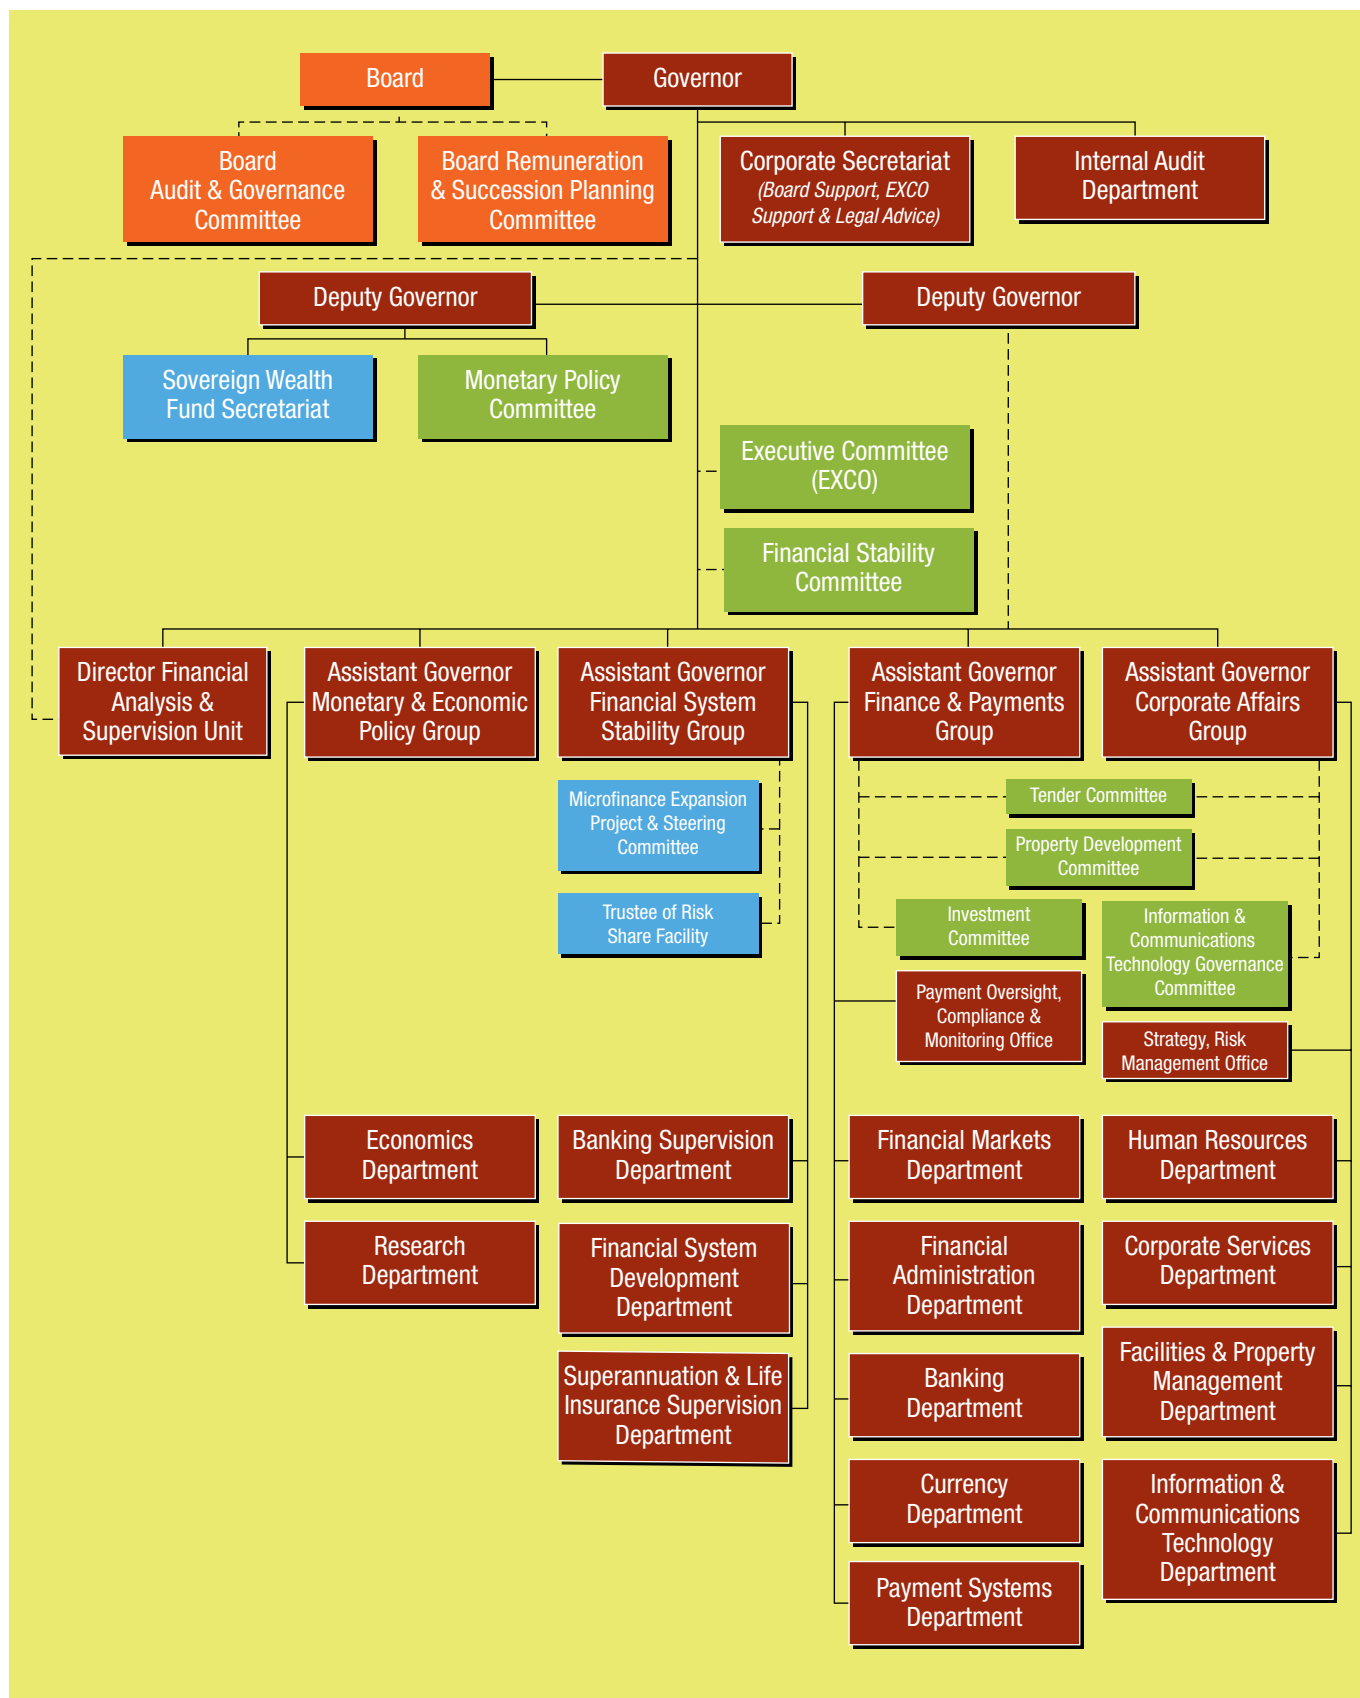 Board
Governor
Board
Audit & Governance
Committee
Board Remuneration
& Succession Planning
Committee
Corporate Secretariat
(Board Support, EXCO
Support & Legal Advice)
Internal Audit
Department
Deputy Governor
Deputy Governor
Sovereign Wealth
Fund Secretariat
Monetary Policy
Committee
Executive Committee
(EXCO)
Financial Stability
Committee
Director Financial
Analysis &
Supervision Unit
Assistant Governor
Monetary & Economic
Policy Group
Assistant Governor
Financial System
Stability Group
Assistant Governor
Finance & Payments
Group
Assistant Governor
Corporate Affairs
Group
Microfinance Expansion
Project & Steering
Committee
Trustee of Risk
Share Facility
Tender Committee
Property Development
Committee
Investment
Committee
Information &
Communications
Technology Governance
Committee
Payment Oversight,
Compliance &
Monitoring Office
Strategy, Risk
Management Office
Economics
Department
Research
Department
Banking Supervision
Department
Financial System
Development
Department
Superannuation & Life
Insurance Supervision
Department
Financial Markets
Department
Financial
Administration
Department
Banking
Department
Currency
Department
Payment Systems
Department
Human Resources
Department
Corporate Services
Department
Facilities & Property
Management
Department
Information &
Communications
Technology
Department